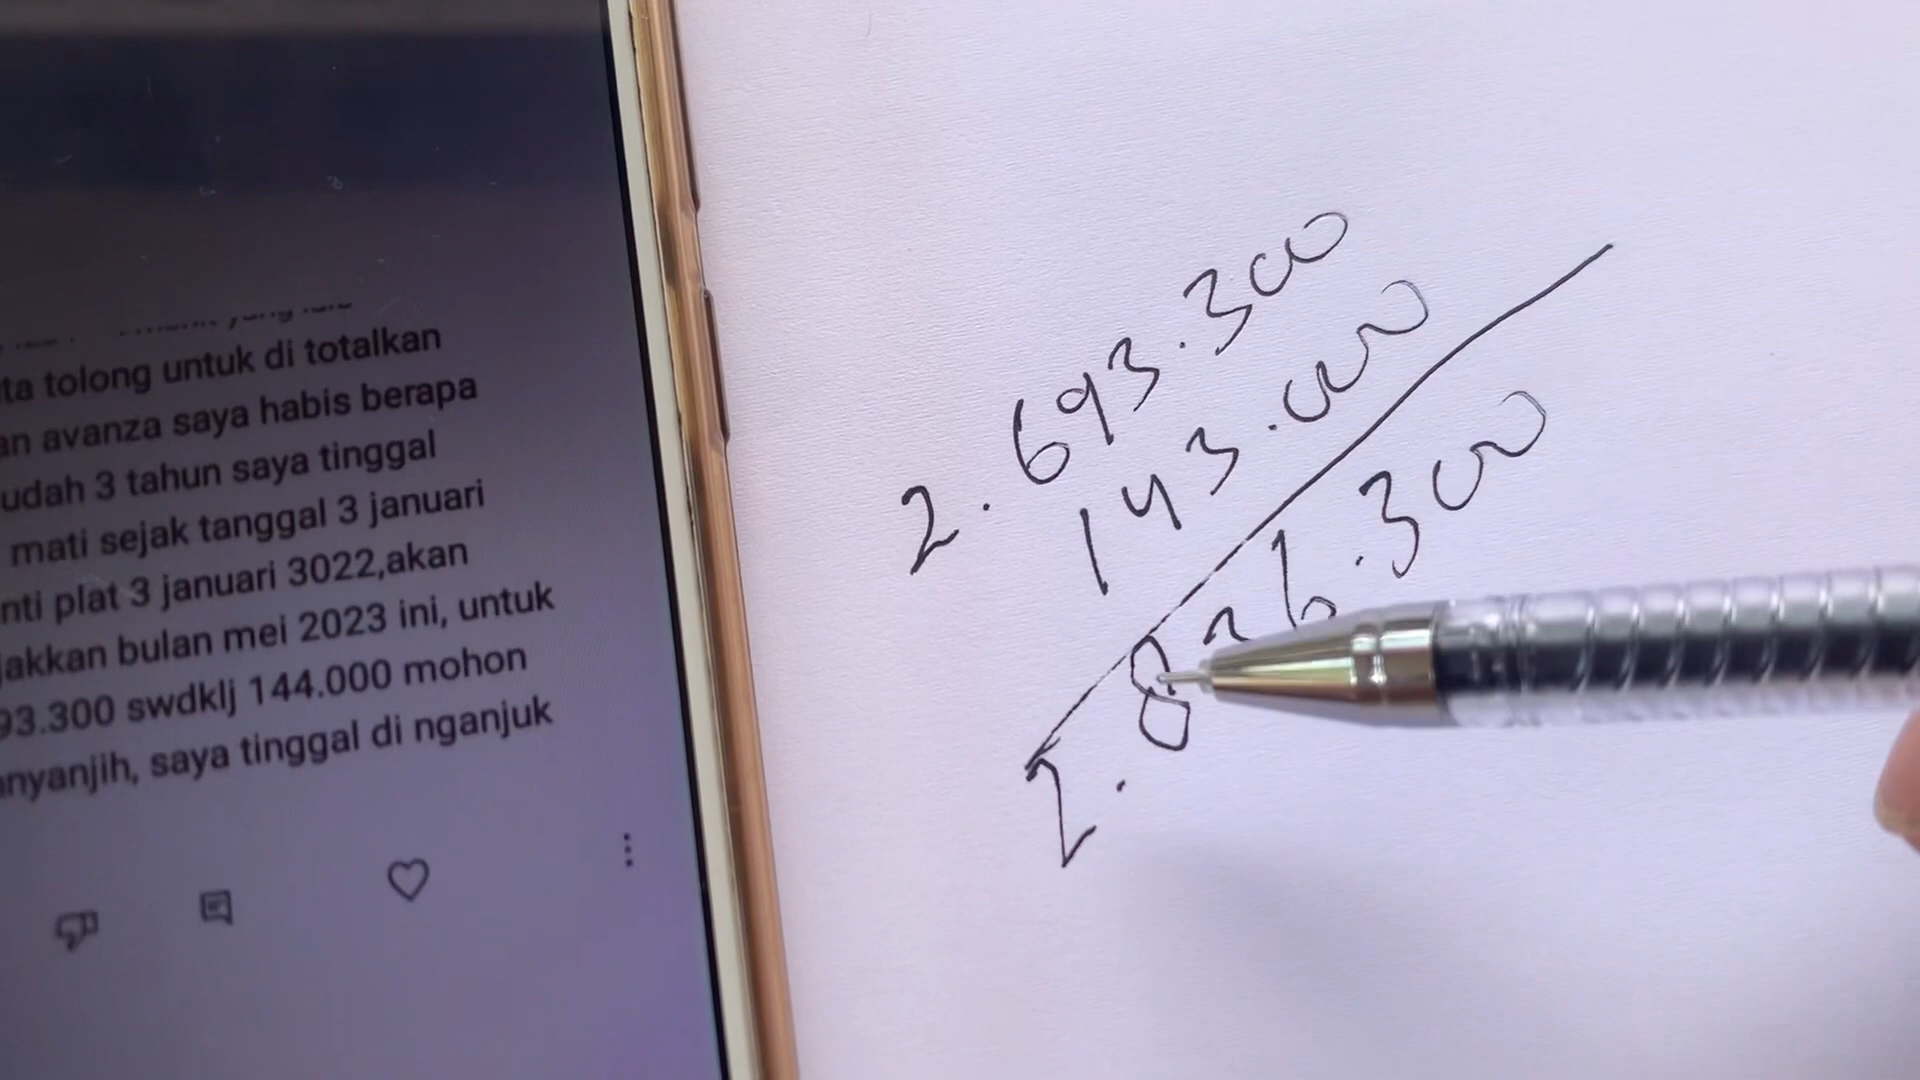 ta tolong untuk di totalkan
an avanza saya habis berapa
udah 3 tahun saya tinggal
mati sejak tanggal 3 januari
nti plat 3 januari 3022,akan
jakkan bulan mei 2023 ini, untuk
93.300 swdklj 144.000 mohon
nyanjih, saya tinggal di nganjuk
2.693.300
143.000
2.836.300